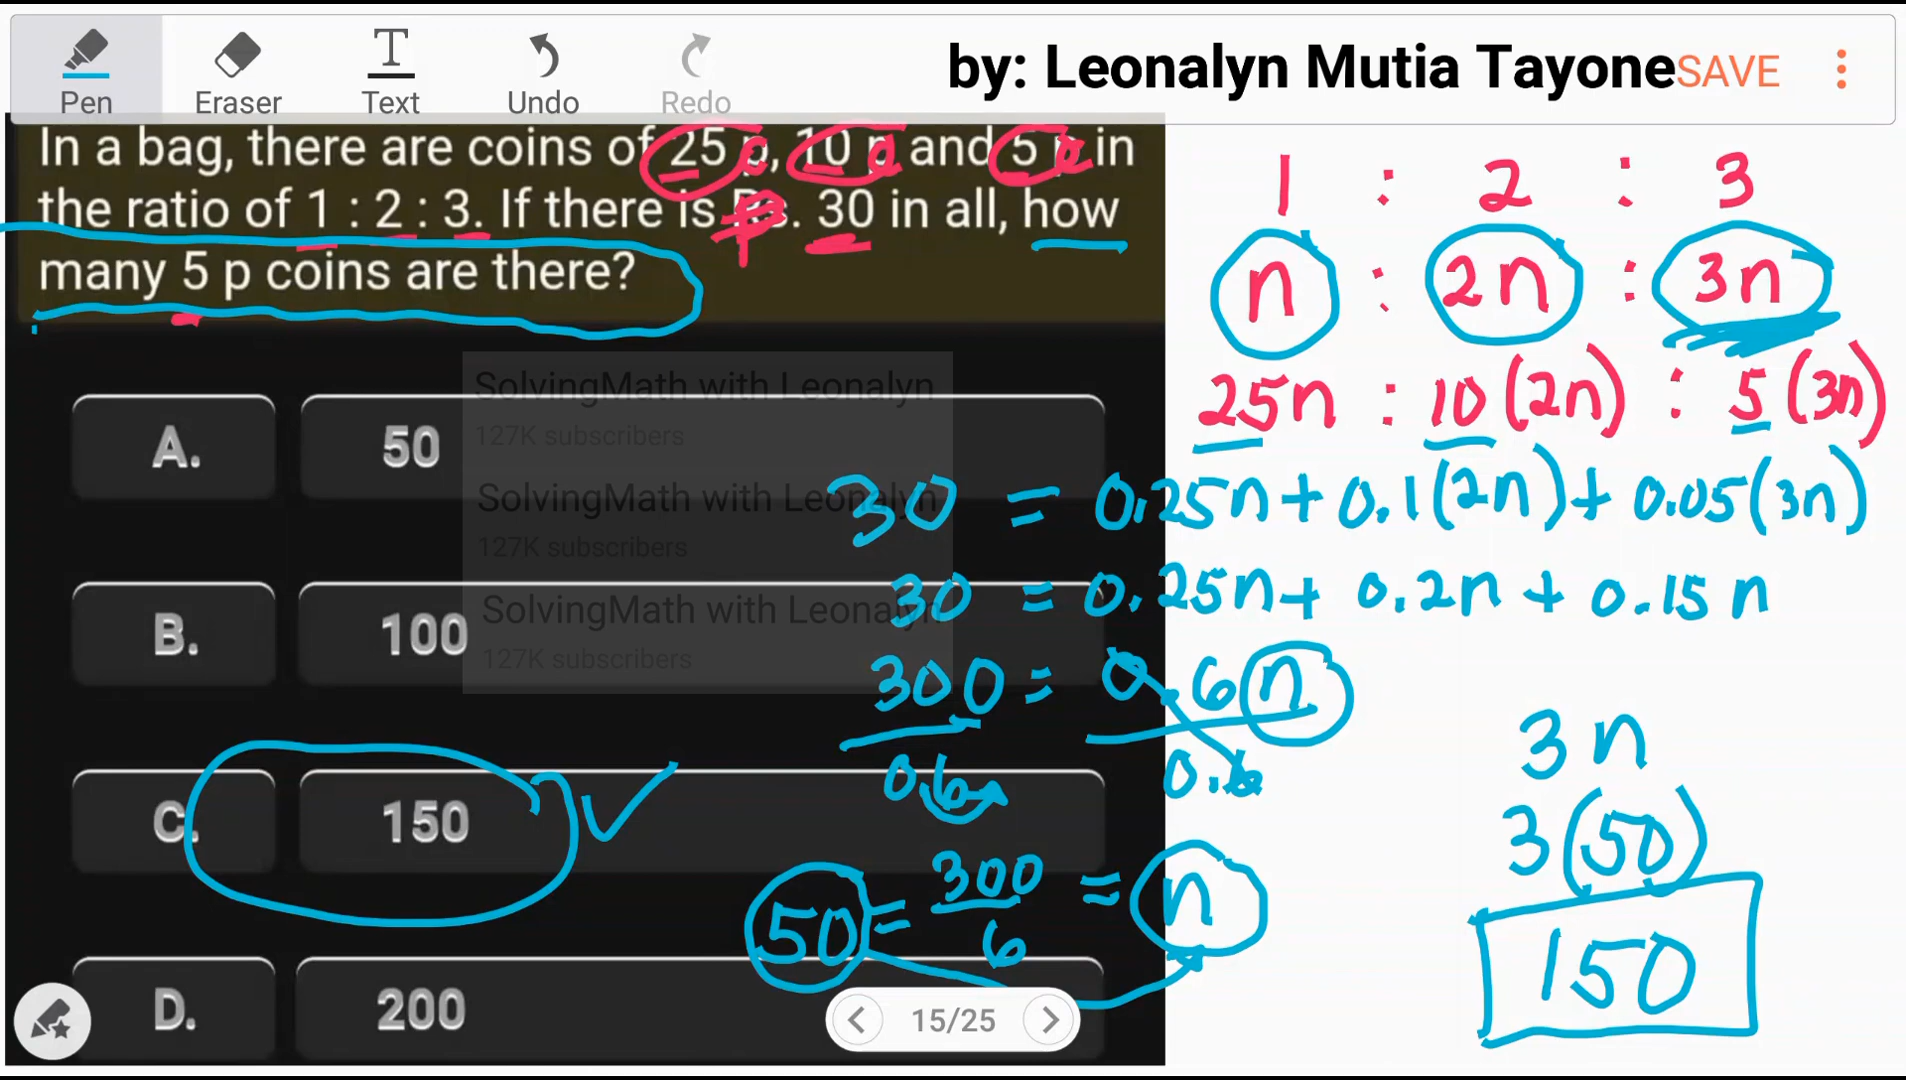 Pen
Eraser
T
Text
Undo
Redo
by: Leonalyn Mutia Tayone
SAVE
In a bag, there are coins of 25 p, 10 p and 5 p in
the ratio of 1 : 2 : 3. If there is Rs. 30 in all, how
many 5 p coins are there?
A. 50
B. 100
C. 150
D. 200
SolvingMath with Leonalyn
127K subscribers
SolvingMath with Leonalyn
127K subscribers
SolvingMath with Leonalyn
127K subscribers
1 : 2 : 3
n : 2n : 3n
25n : 10(2n) : 5(3n)
30 = 0.25n + 0.1(2n) + 0.05(3n)
30 = 0.25n + 0.2n + 0.15n
300 = 0.6n
0.6 0.6
50 = 300 = n
6
3n
3(50)
150
15/25